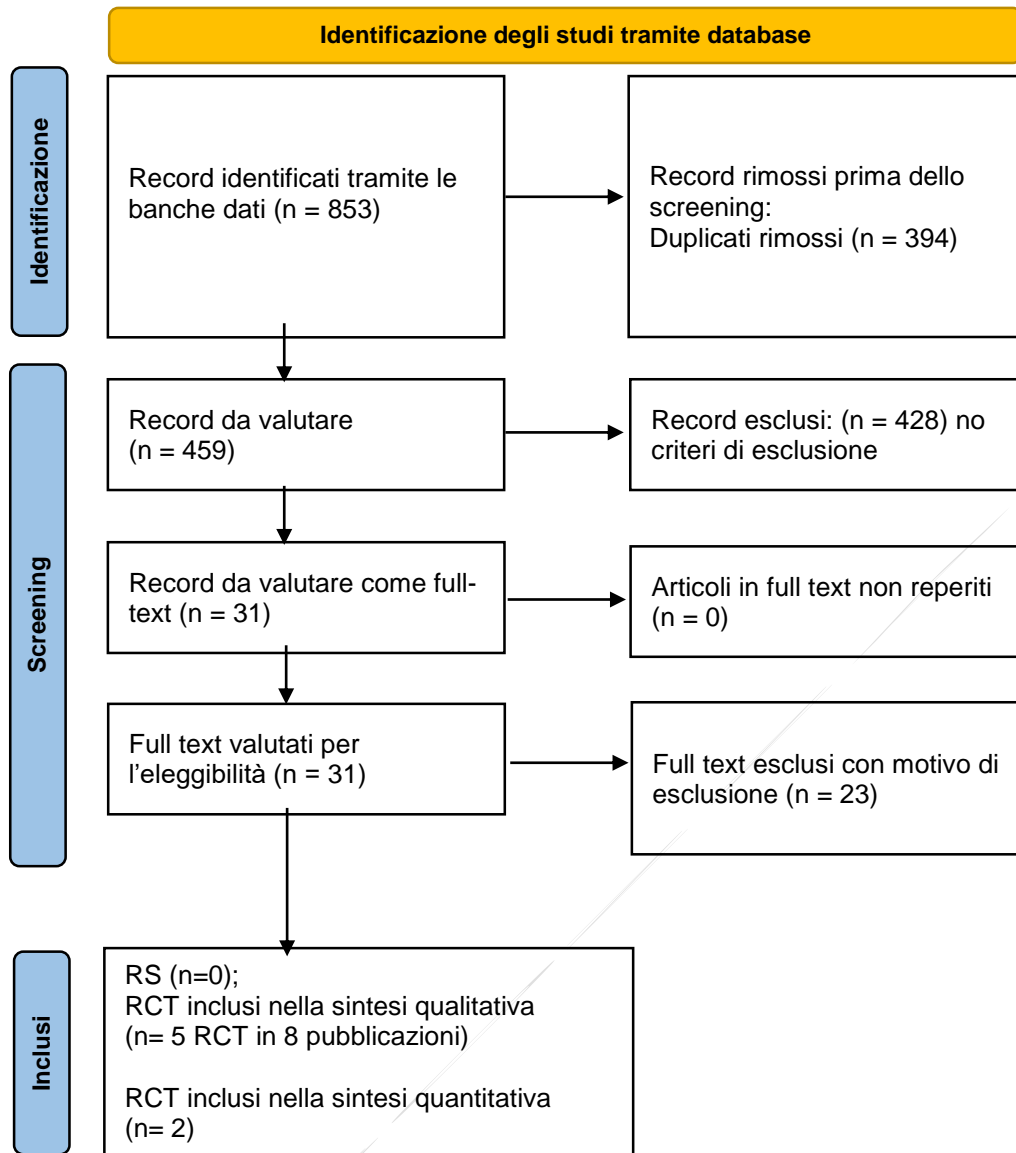 Identificazione degli studi tramite database
Identificazione
Record identificati tramite le
banche dati (n = 853)
Record rimossi prima dello
screening:
Duplicati rimossi (n = 394)
Screening
Record da valutare
(n = 459)
Record esclusi: (n = 428) no
criteri di esclusione
Record da valutare come full-
text (n = 31)
Articoli in full text non reperiti
(n = 0)
Full text valutati per
l’eleggibilità (n = 31)
Full text esclusi con motivo di
esclusione (n = 23)
Inclusi
RS (n=0);
RCT inclusi nella sintesi qualitativa
(n= 5 RCT in 8 pubblicazioni)
RCT inclusi nella sintesi quantitativa
(n= 2)